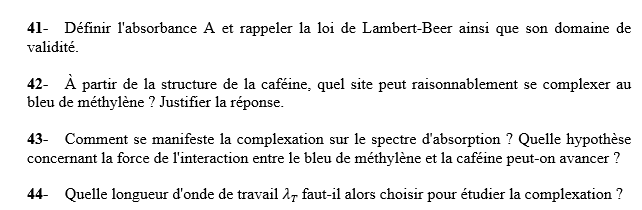 41- Définir l'absorbance A et rappeler la loi de Lambert-Beer ainsi que son domaine de
validité.
42- À partir de la structure de la caféine, quel site peut raisonnablement se complexer au
bleu de méthylène ? Justifier la réponse.
43- Comment se manifeste la complexation sur le spectre d'absorption ? Quelle hypothèse
concernant la force de l'interaction entre le bleu de méthylène et la caféine peut-on avancer ?
44- Quelle longueur d'onde de travail λ_T faut-il alors choisir pour étudier la complexation ?